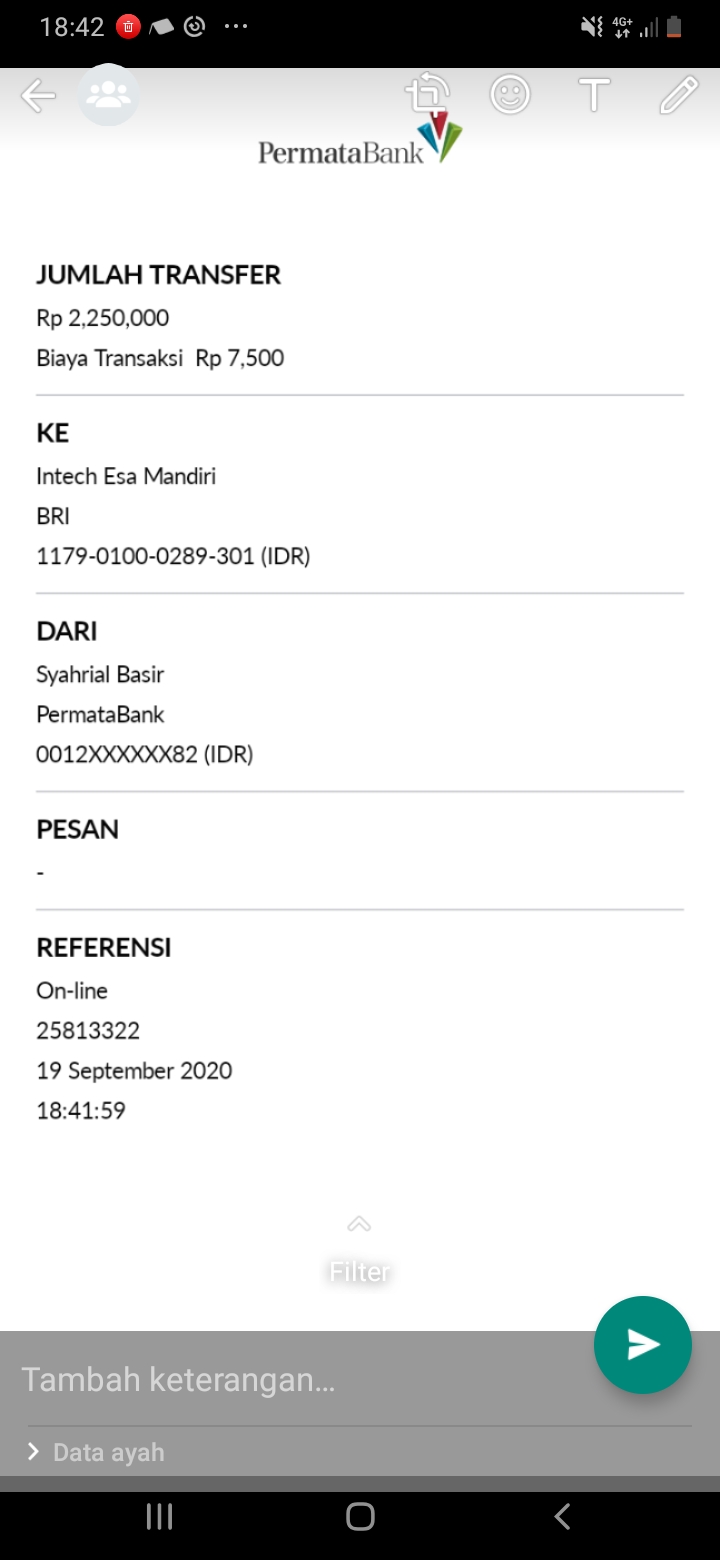 18:42
4G+
PermataBank
JUMLAH TRANSFER
Rp 2,250,000
Biaya Transaksi Rp 7,500
KE
Intech Esa Mandiri
BRI
1179-0100-0289-301 (IDR)
DARI
Syahrial Basir
PermataBank
0012XXXXXX82 (IDR)
PESAN
-
REFERENSI
On-line
25813322
19 September 2020
18:41:59
Filter
Tambah keterangan...
Data ayah